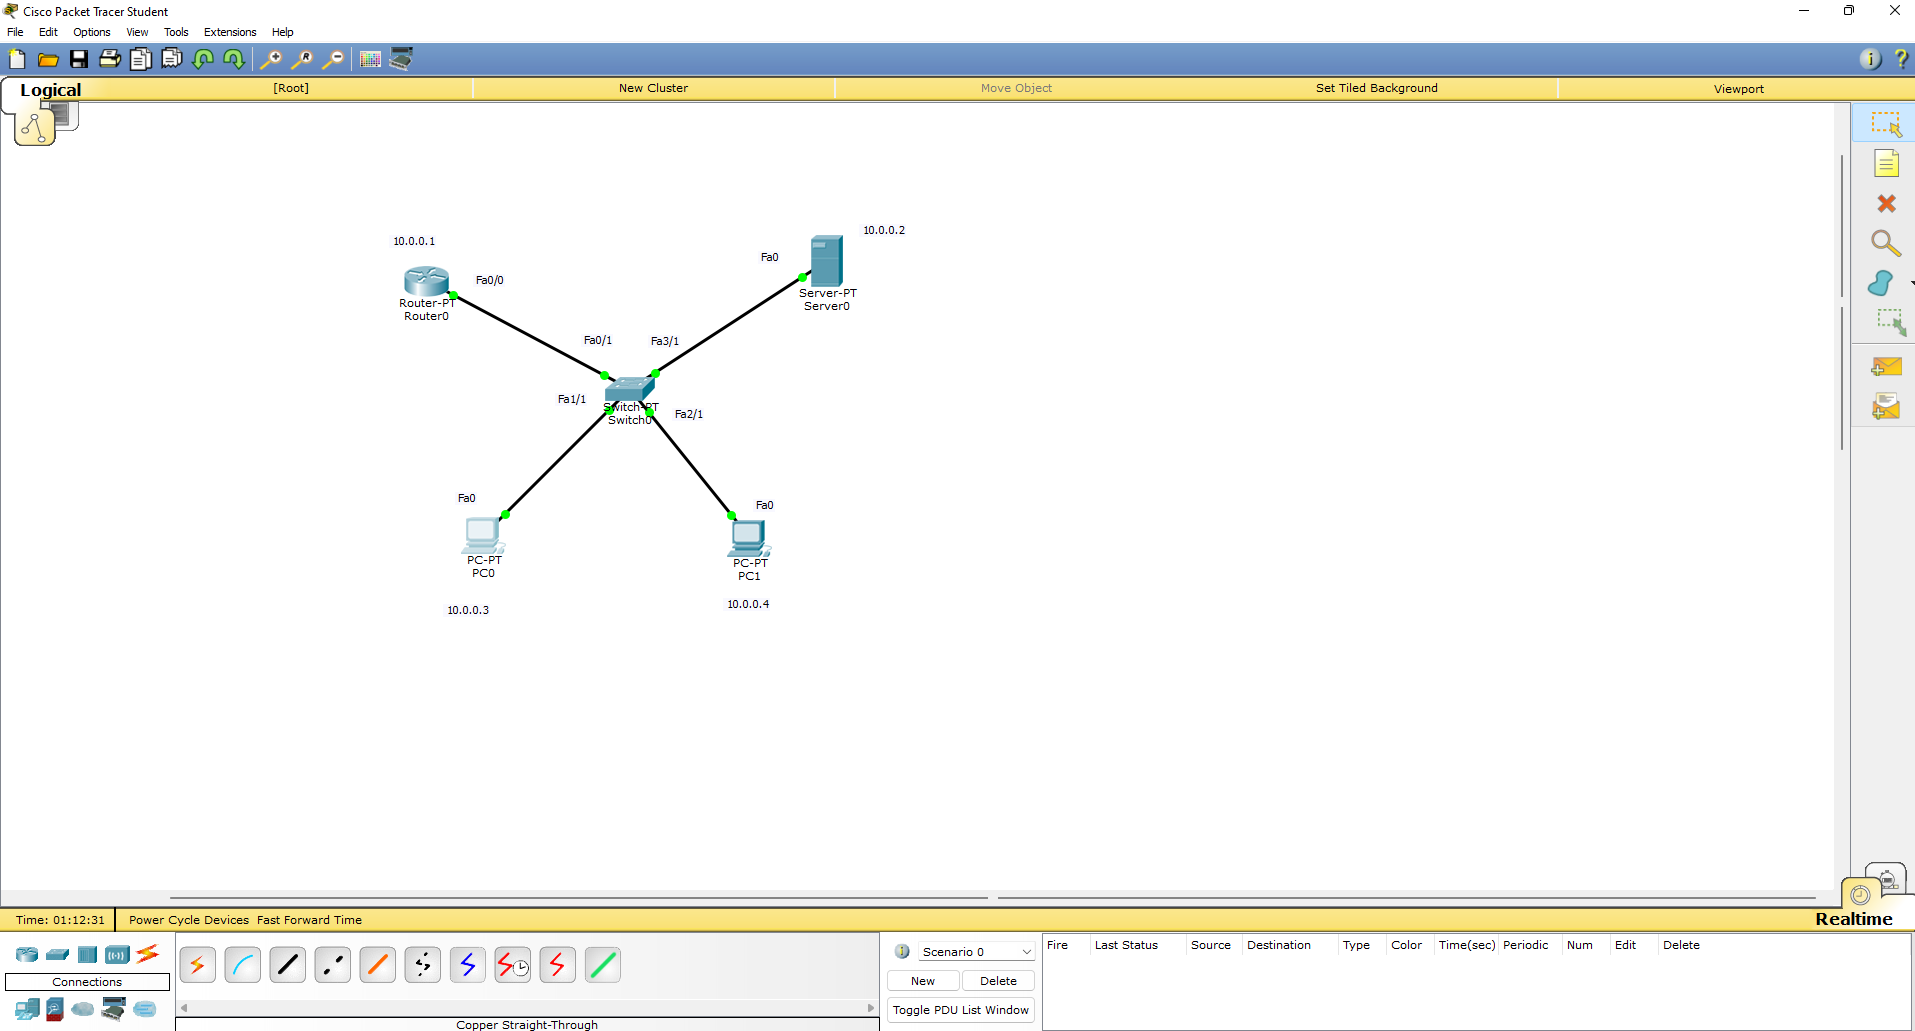 Cisco Packet Tracer Student
File Edit Options View Tools Extensions Help
Logical [Root] New Cluster Move Object Set Tiled Background Viewport
10.0.0.2
10.0.0.1
Fa0
Fa0/0
Server-PT
Server0
Router-PT
Router0
Fa0/1 Fa3/1
Fa1/1
Switch-PT
Switch0
Fa2/1
Fa0
Fa0
PC-PT
PC0
PC-PT
PC1
10.0.0.3
10.0.0.4
Time: 01:12:31 Power Cycle Devices Fast Forward Time
Realtime
Connections
Copper Straight-Through
Scenario 0
New Delete
Toggle PDU List Window
Fire Last Status Source Destination Type Color Time(sec) Periodic Num Edit Delete